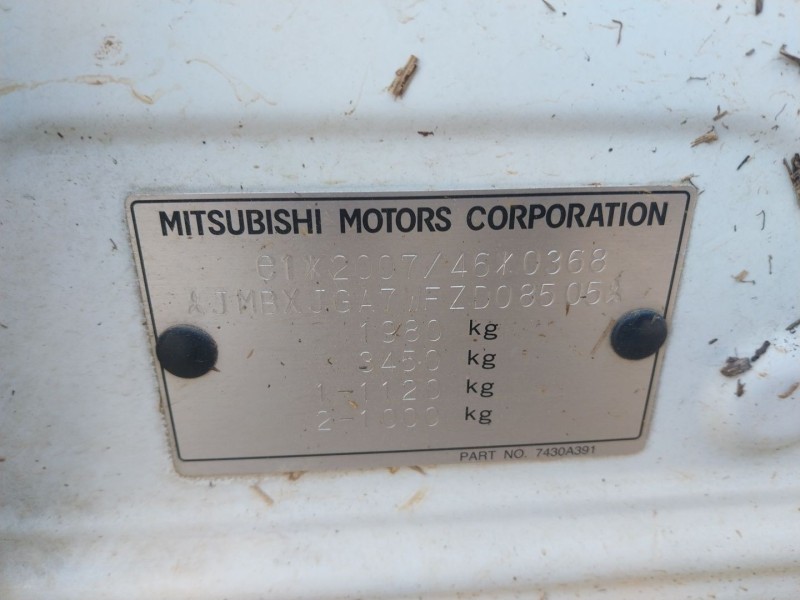 MITSUBISHI MOTORS CORPORATION
e1*2007/46*0368
*JMBXJGA7WFZD08505*
1980 kg
3450 kg
1-1120 kg
2-1000 kg
PART NO. 7430A391